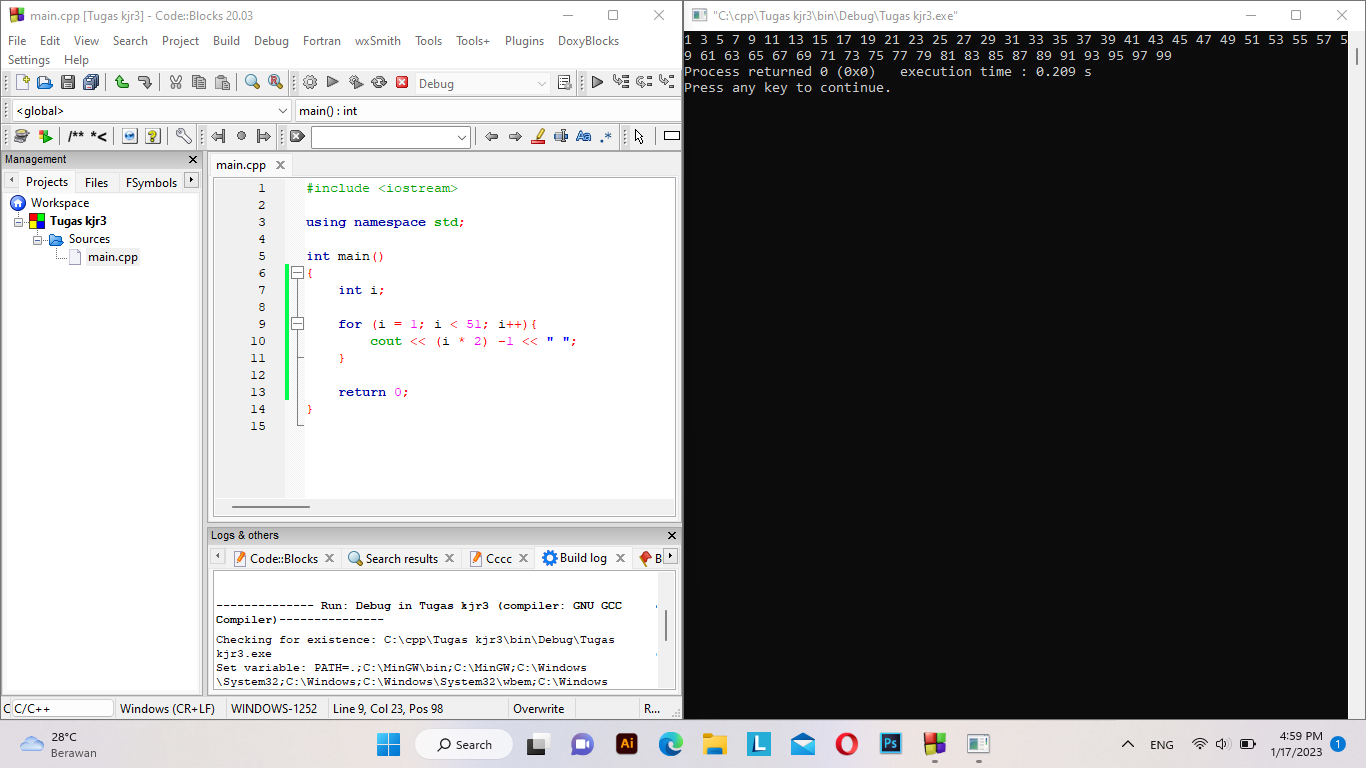 main.cpp [Tugas kjr3] - Code::Blocks 20.03
File Edit View Search Project Build Debug Fortran wxSmith Tools Tools+ Plugins DoxyBlocks
Settings Help
Debug
<global>
main() : int
/** *<
Aa .*
Management
Projects Files FSymbols
Workspace
Tugas kjr3
Sources
main.cpp
main.cpp
1 #include <iostream>
2
3 using namespace std;
4
5 int main()
6 {
7 int i;
8
9 for (i = 1; i < 51; i++){
10 cout << (i * 2) -1 << " ";
11 }
12
13 return 0;
14 }
15
Logs & others
Code::Blocks Search results Cccc Build log B
-------------- Run: Debug in Tugas kjr3 (compiler: GNU GCC
Compiler)---------------
Checking for existence: C:\cpp\Tugas kjr3\bin\Debug\Tugas
kjr3.exe
Set variable: PATH=.;C:\MinGW\bin;C:\MinGW;C:\Windows
\System32;C:\Windows;C:\Windows\System32\wbem;C:\Windows
C C/C++ Windows (CR+LF) WINDOWS-1252 Line 9, Col 23, Pos 98 Overwrite R...
"C:\cpp\Tugas kjr3\bin\Debug\Tugas kjr3.exe"
1 3 5 7 9 11 13 15 17 19 21 23 25 27 29 31 33 35 37 39 41 43 45 47 49 51 53 55 57 5
9 61 63 65 67 69 71 73 75 77 79 81 83 85 87 89 91 93 95 97 99
Process returned 0 (0x0) execution time : 0.209 s
Press any key to continue.
28°C
Berawan
Search
Ai
L
Ps
ENG
4:59 PM
1/17/2023
1